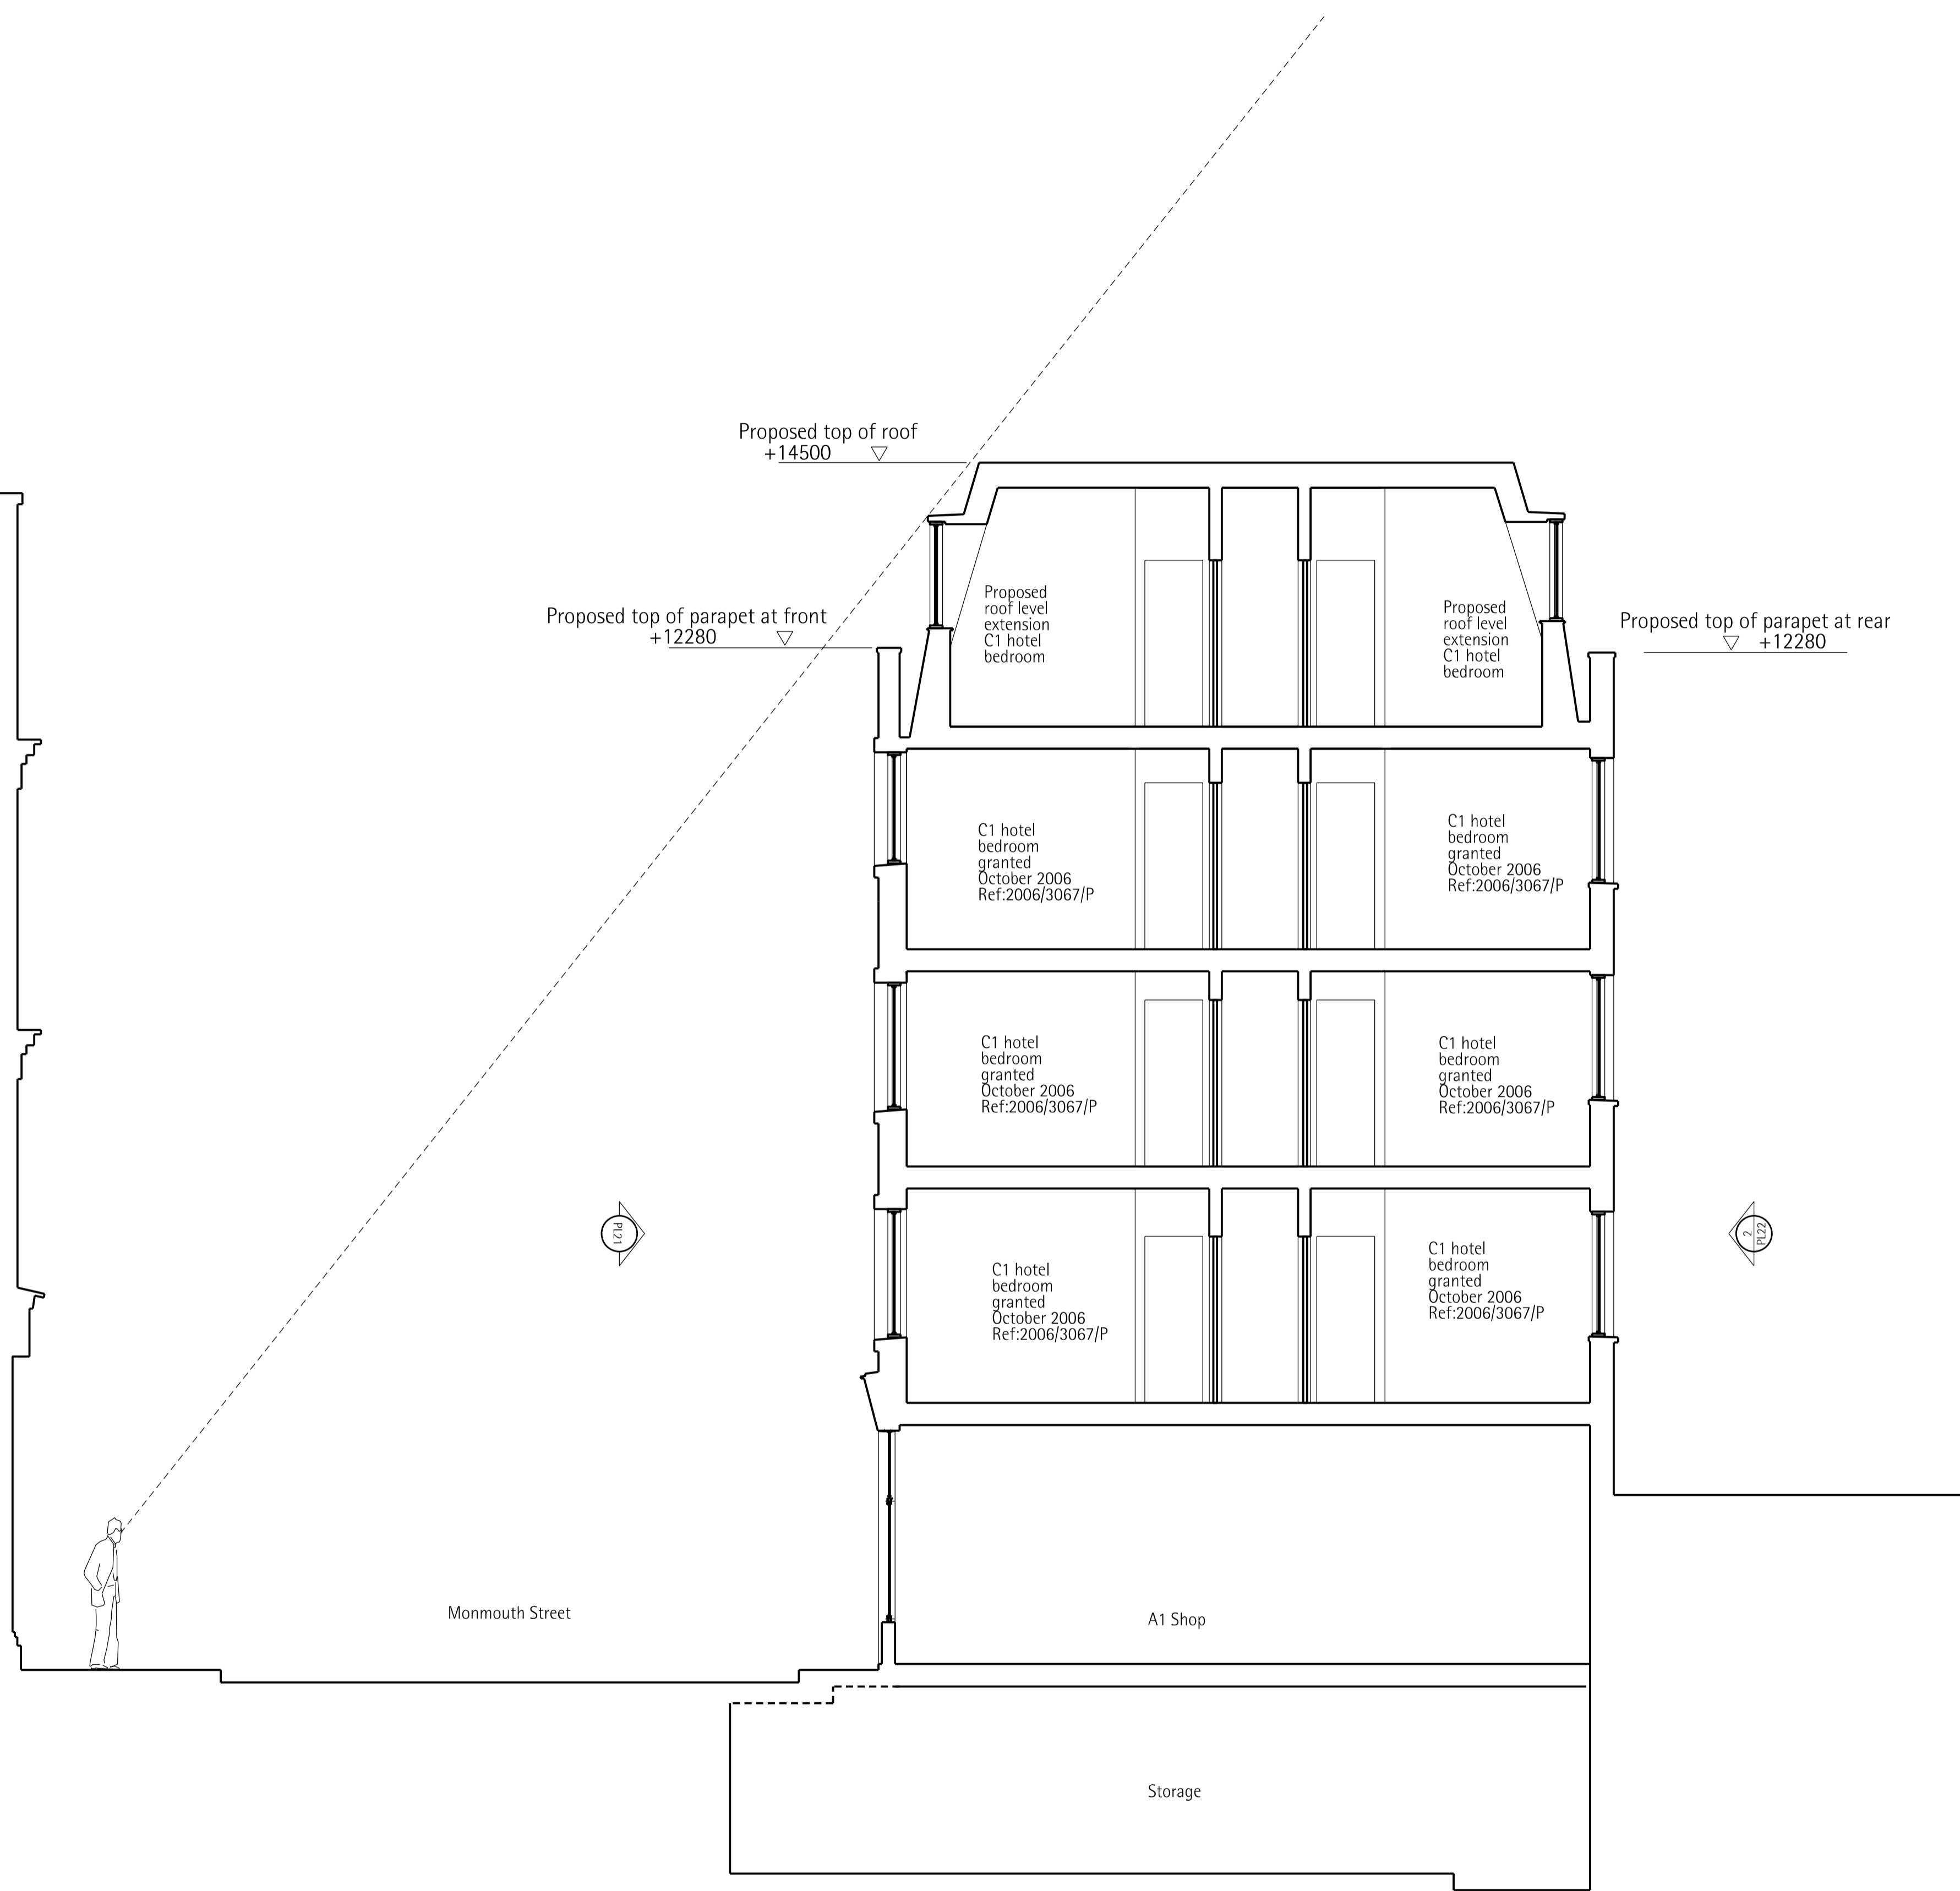 Proposed top of roof
+14500
Proposed top of parapet at front
+12280
Proposed
roof level
extension
C1 hotel
bedroom
Proposed
roof level
extension
C1 hotel
bedroom
Proposed top of parapet at rear
+12280
C1 hotel
bedroom
granted
October 2006
Ref:2006/3067/P
C1 hotel
bedroom
granted
October 2006
Ref:2006/3067/P
C1 hotel
bedroom
granted
October 2006
Ref:2006/3067/P
C1 hotel
bedroom
granted
October 2006
Ref:2006/3067/P
PL21
2
PL22
C1 hotel
bedroom
granted
October 2006
Ref:2006/3067/P
C1 hotel
bedroom
granted
October 2006
Ref:2006/3067/P
Monmouth Street
A1 Shop
Storage